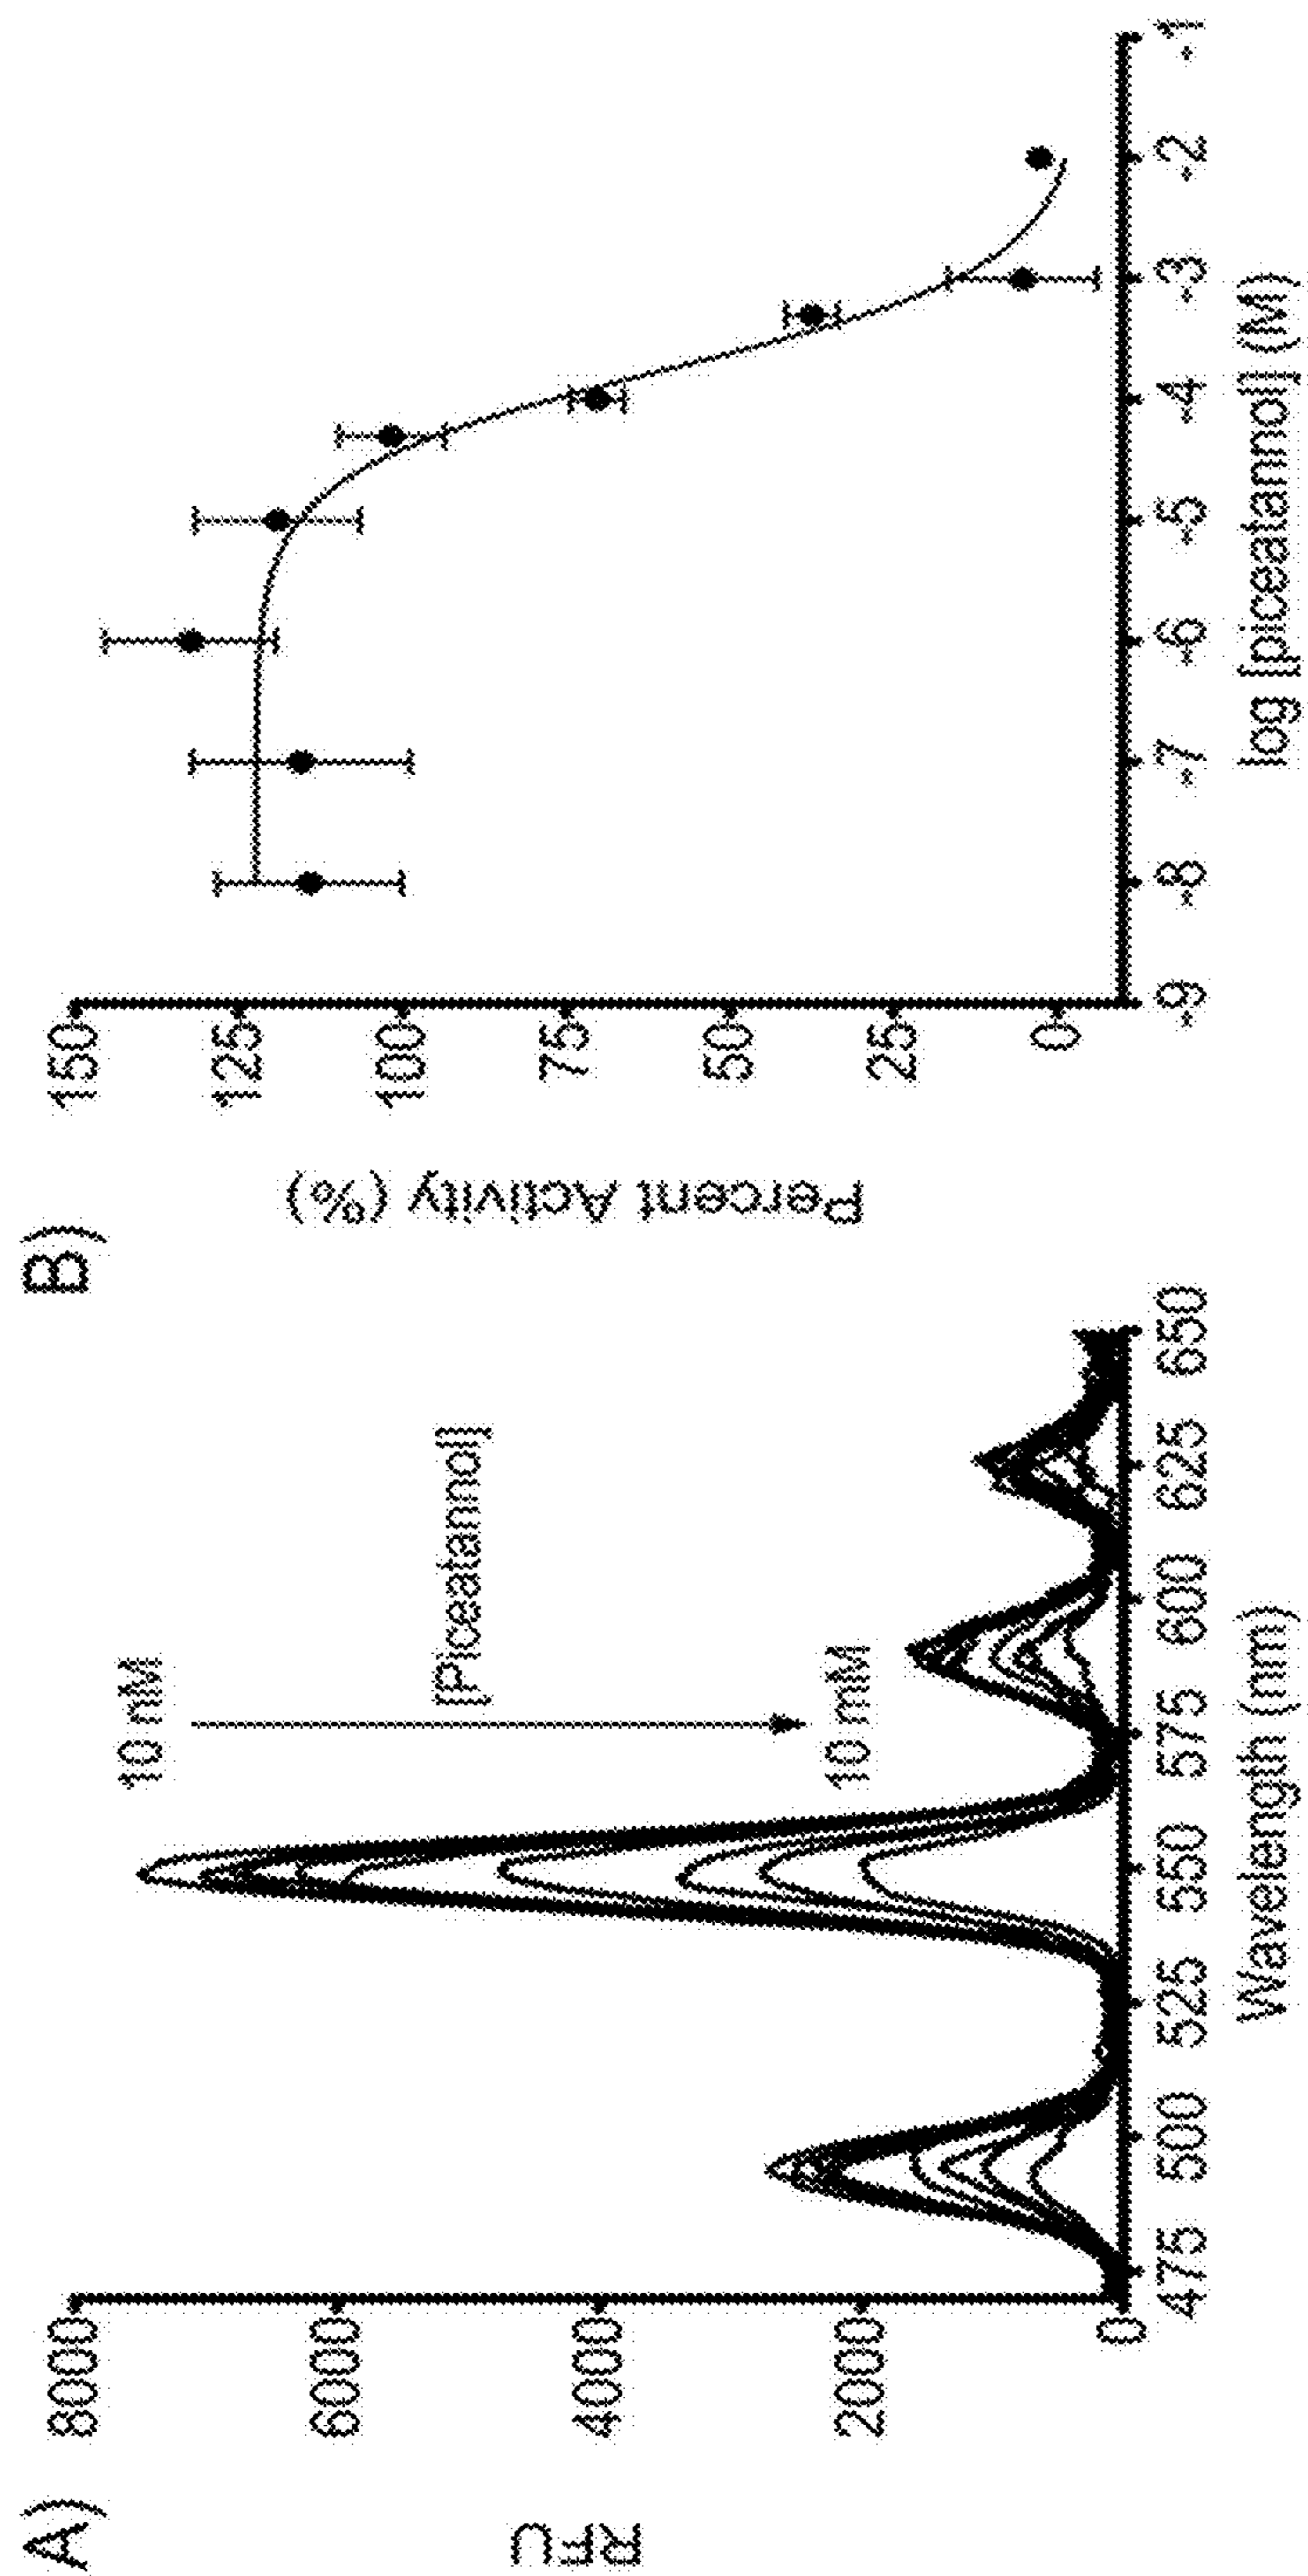 A)
RFU
8000
6000
4000
2000
0
10 nM
[Piceatannol]
10 mM
475 500 525 550 575 600 625 650
Wavelength (nm)
B)
Percent Activity (%)
150
125
100
75
50
25
0
-9 -8 -7 -6 -5 -4 -3 -2 -1
log [piceatannol] (M)